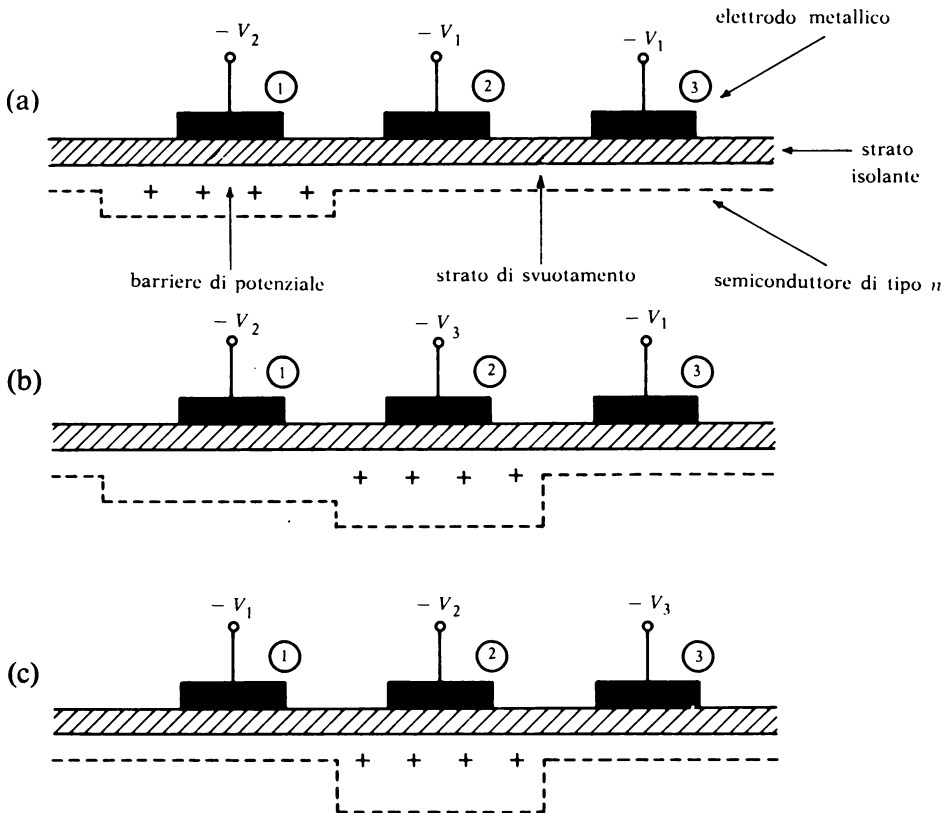 elettrodo metallico
− V₂
− V₁
− V₁
(a)
1
2
3
strato
isolante
+ + + +
barriere di potenziale
strato di svuotamento
semiconduttore di tipo n
− V₂
− V₃
− V₁
(b)
1
2
3
+ + + +
− V₁
− V₂
− V₃
(c)
1
2
3
+ + + +